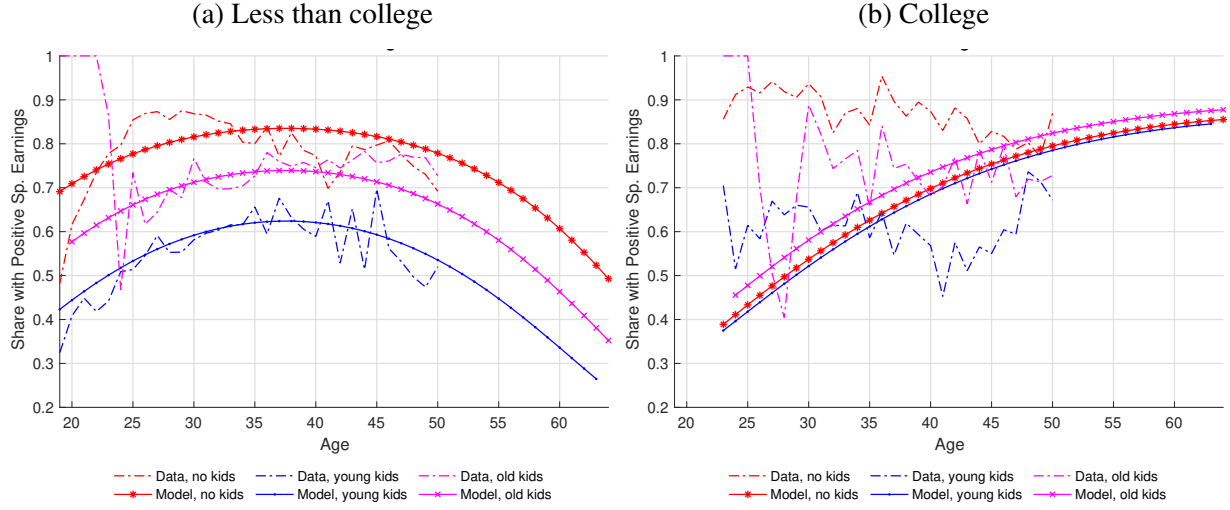 (a) Less than college
(b) College
Share with Positive Sp. Earnings
1
0.9
0.8
0.7
0.6
0.5
0.4
0.3
0.2
20 25 30 35 40 45 50 55 60
Age
Data, no kids Data, young kids Data, old kids
Model, no kids Model, young kids Model, old kids
Share with Positive Sp. Earnings
1
0.9
0.8
0.7
0.6
0.5
0.4
0.3
0.2
20 25 30 35 40 45 50 55 60
Age
Data, no kids Data, young kids Data, old kids
Model, no kids Model, young kids Model, old kids